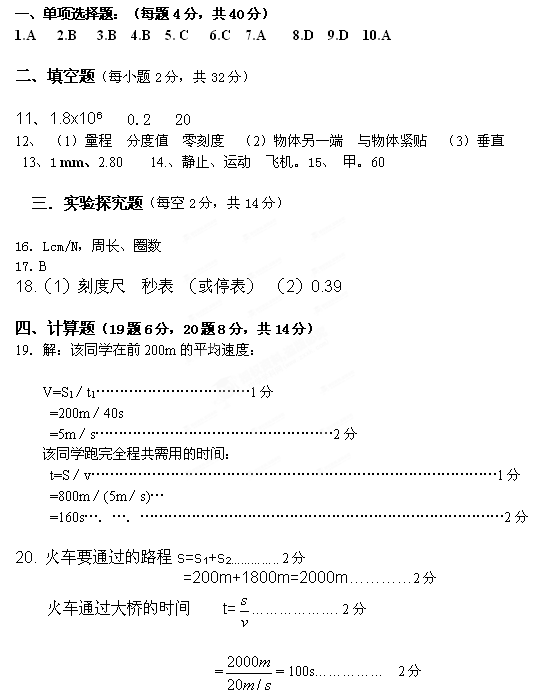 一、单项选择题：（每题4分，共40分）
1.A 2.B 3.B 4.B 5. C 6.C 7.A 8.D 9.D 10.A
二、填空题（每小题2分，共32分）
11、1.8x10⁶ 0.2 20
12、（1）量程 分度值 零刻度 （2）物体另一端 与物体紧贴 （3）垂直
13、1 mm、2.80 14.、静止、运动 飞机。15、 甲。60
三．实验探究题（每空2分，共14分）
16. Lcm/N，周长、圈数
17. B
18.（1）刻度尺 秒表 （或停表） （2）0.39
四、计算题（19题6分，20题8分，共14分）
19. 解：该同学在前200m的平均速度：
V=S₁／t₁……………………………1分
=200m／40s
=5m／s……………………………………………2分
该同学跑完全程共需用的时间：
t=S／v……………………………………………………………………………1分
=800m／(5m／s)…
=160s…．…．……………………………………………………………………2分
20. 火车要通过的路程 s=s₁+s₂………….. 2分
=200m+1800m=2000m…………2分
火车通过大桥的时间 t= s/v ………………. 2分
= 2000m/20m/s = 100s…………… 2分